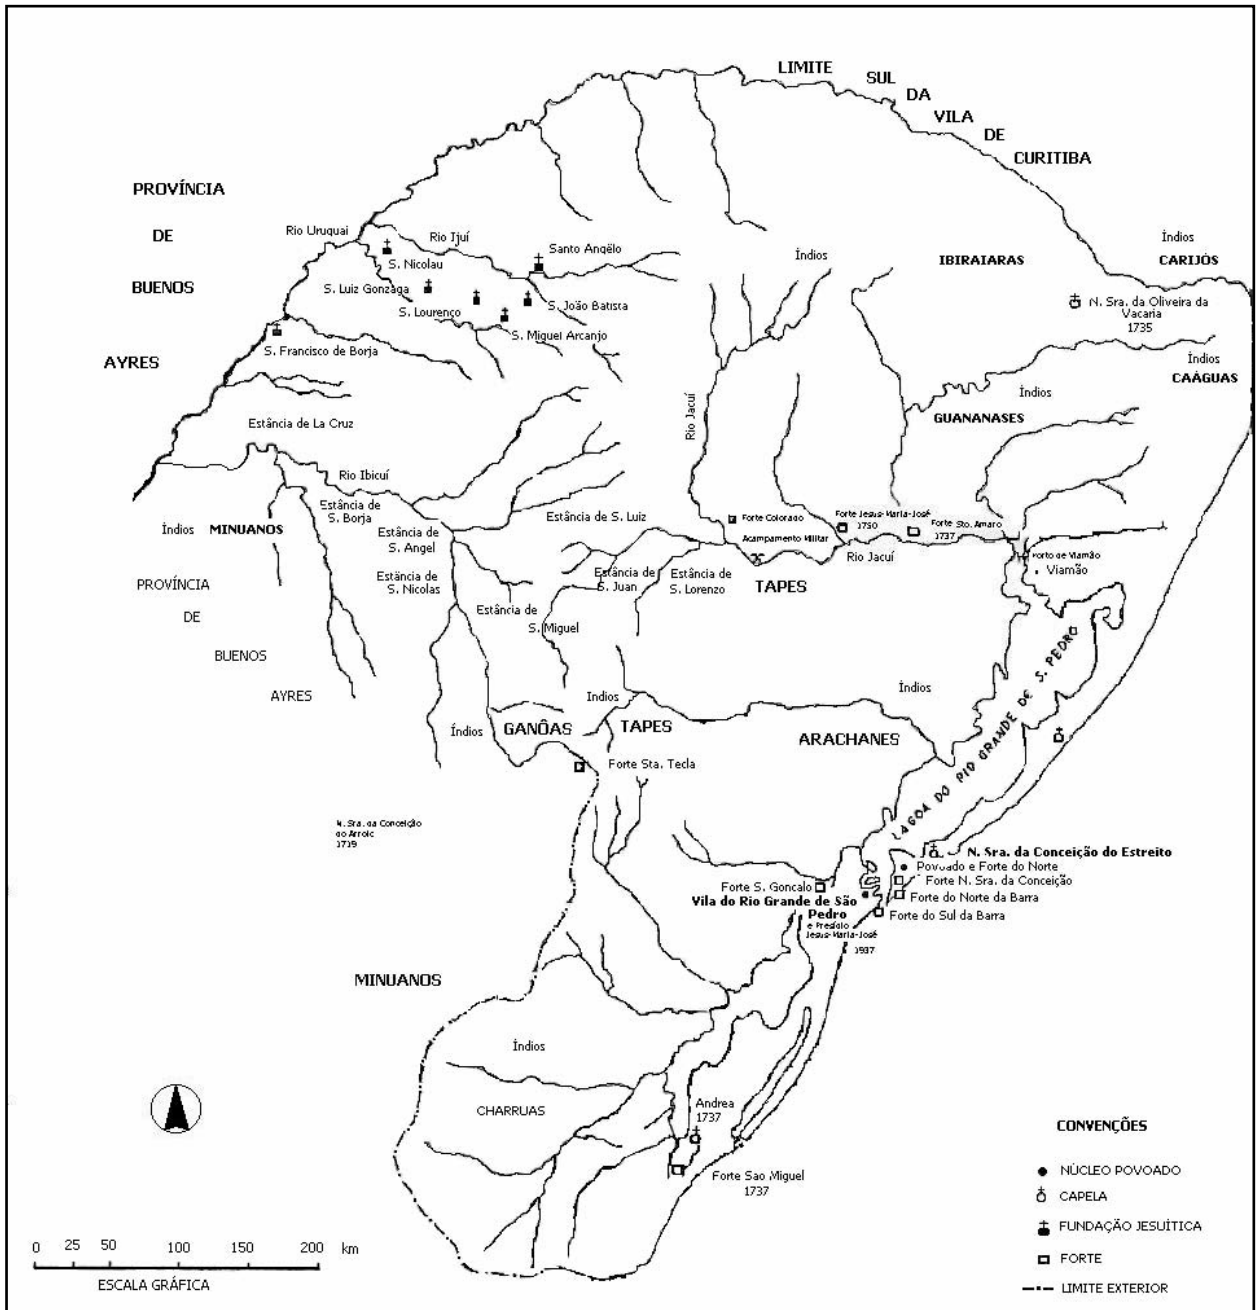 LIMITE SUL DA VILA DE CURITIBA
PROVÍNCIA
DE
BUENOS
AYRES
Rio Uruguai
Rio Ijuí
Santo Angêlo
S. Nicolau
S. Luiz Gonzaga
S. João Batista
S. Lourenço
S. Miguel Arcanjo
S. Francisco de Borja
Índios
IBIRAIARAS
Índios
CARIJÓS
N. Sra. da Oliveira da
Vacaria
1735
Índios
CAÁGUAS
Índios
GUANANASES
Rio Jacuí
Estância de La Cruz
Rio Ibicuí
Estância de
S. Borja
Índios
MINUANOS
Estância de
S. Angel
Estância de
S. Nicolas
Estância de S. Luiz
Forte Colorado
Acampamento Militar
Forte Jesus-Maria-José
1750
Forte Sto. Amaro
1737
Rio Jacuí
Porto de Viamão
Viamão
Estância de
S. Juan
Estância de
S. Lorenzo
TAPES
Estância de
S. Miguel
PROVÍNCIA
DE
BUENOS
AYRES
LAGOA DO RIO GRANDE DE S. PEDRO
Índios
Indios
Índios
GANÔAS
TAPES
ARACHANES
Forte Sta. Tecla
N. Sra. da Conceição
do Arroio
1719
N. Sra. da Conceição do Estreito
Povoado e Forte do Norte
Forte N. Sra. da Conceição
Forte do Norte da Barra
Forte do Sul da Barra
Forte S. Goncalo
Vila do Rio Grande de São
Pedro
e Presídio
Jesus-Maria-José
1937
MINUANOS
Índios
CHARRUAS
Andrea
1737
Forte Sao Miguel
1737
CONVENÇÕES
NÚCLEO POVOADO
CAPELA
FUNDAÇÃO JESUÍTICA
FORTE
LIMITE EXTERIOR
0 25 50 100 150 200 km
ESCALA GRÁFICA